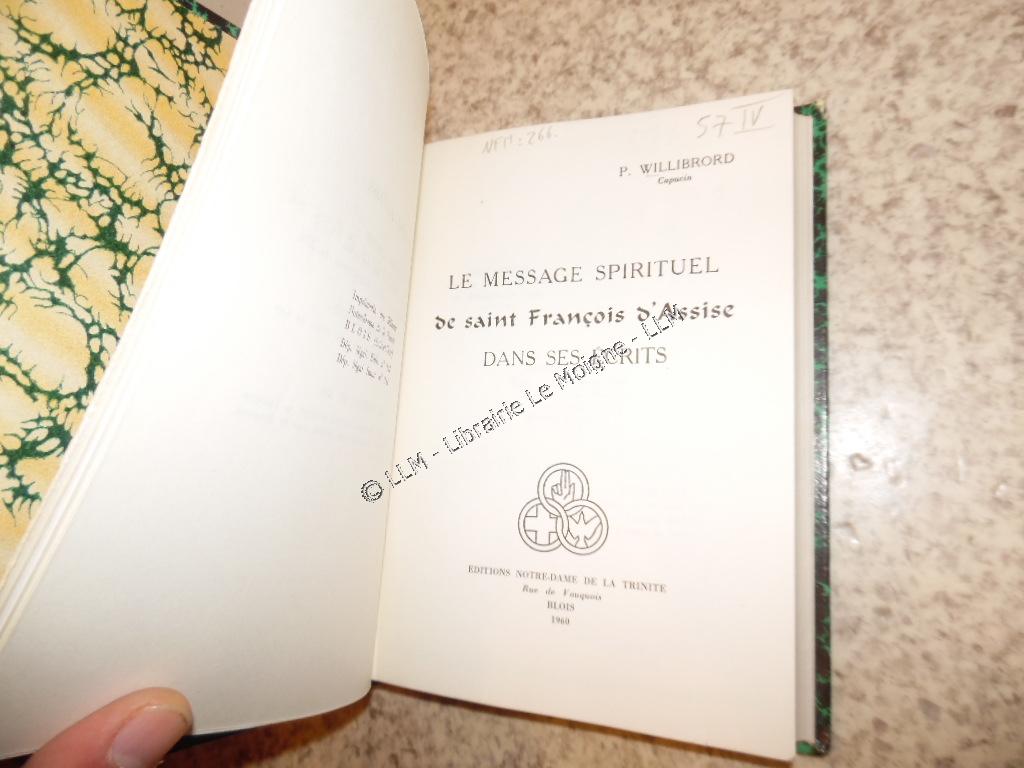 57 IV
P. WILLIBRORD
Capucin
LE MESSAGE SPIRITUEL
de saint François d'Assise
DANS SES ECRITS
EDITIONS NOTRE-DAME DE LA TRINITE
Rue de Vauquois
BLOIS
1960
© LLM - Librairie Le Moigne - LLM